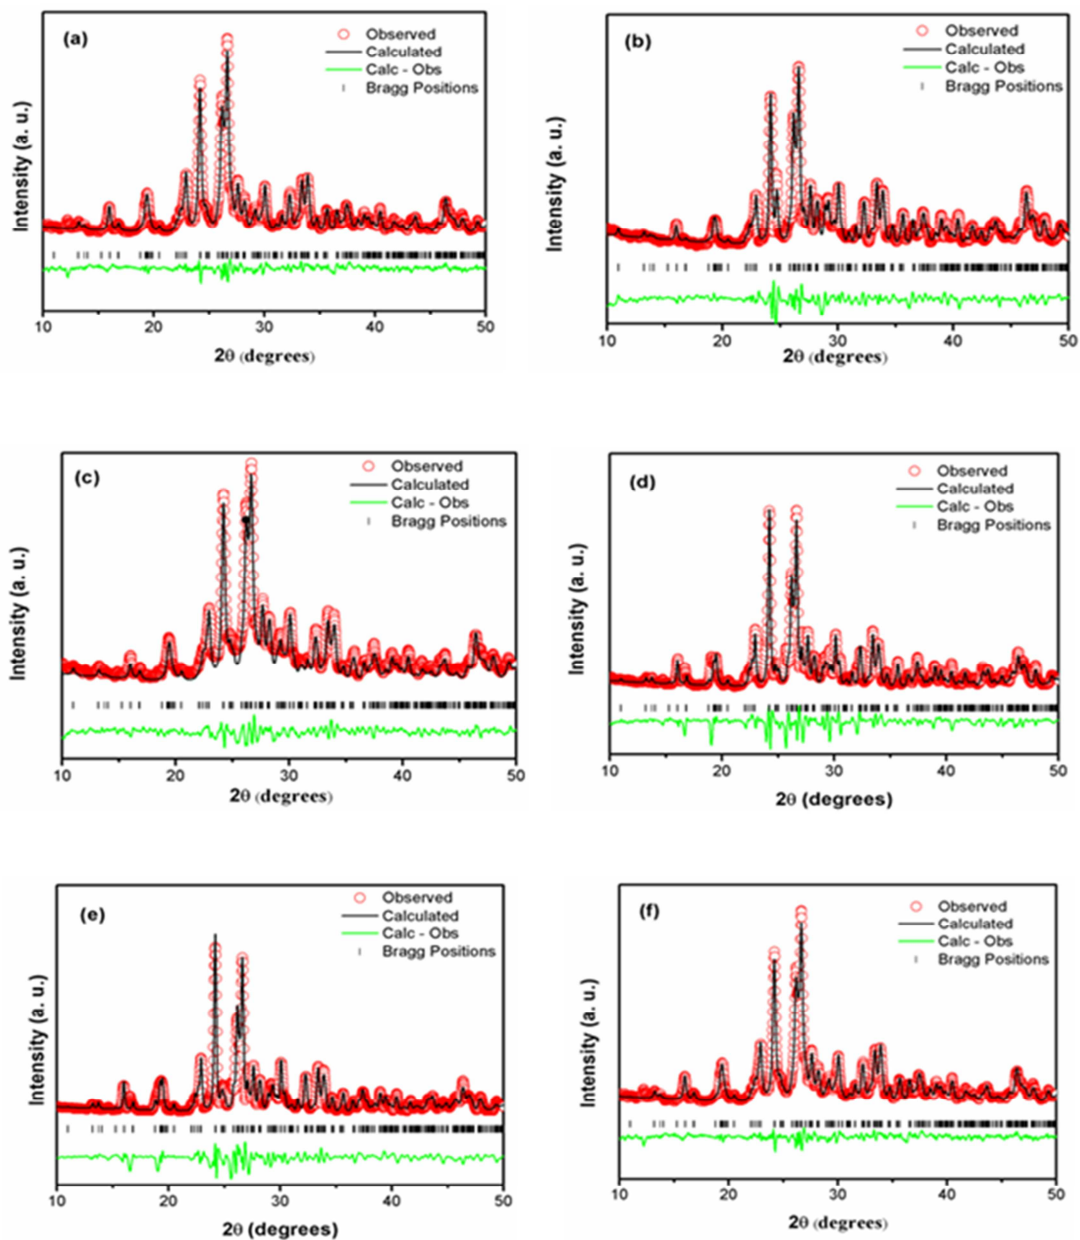 (a)
Observed
Calculated
Calc - Obs
Bragg Positions
Intensity (a. u.)
10 20 30 40 50
2θ (degrees)
(b)
Observed
Calculated
Calc - Obs
Bragg Positions
Intensity (a. u.)
10 20 30 40 50
2θ (degrees)
(c)
Observed
Calculated
Calc - Obs
Bragg Positions
Intensity (a. u.)
10 20 30 40 50
2θ (degrees)
(d)
Observed
Calculated
Calc - Obs
Bragg Positions
Intensity (a. u.)
10 20 30 40 50
2θ (degrees)
(e)
Observed
Calculated
Calc - Obs
Bragg Positions
Intensity (a. u.)
10 20 30 40 50
2θ (degrees)
(f)
Observed
Calculated
Calc - Obs
Bragg Positions
Intensity (a. u.)
10 20 30 40 50
2θ (degrees)